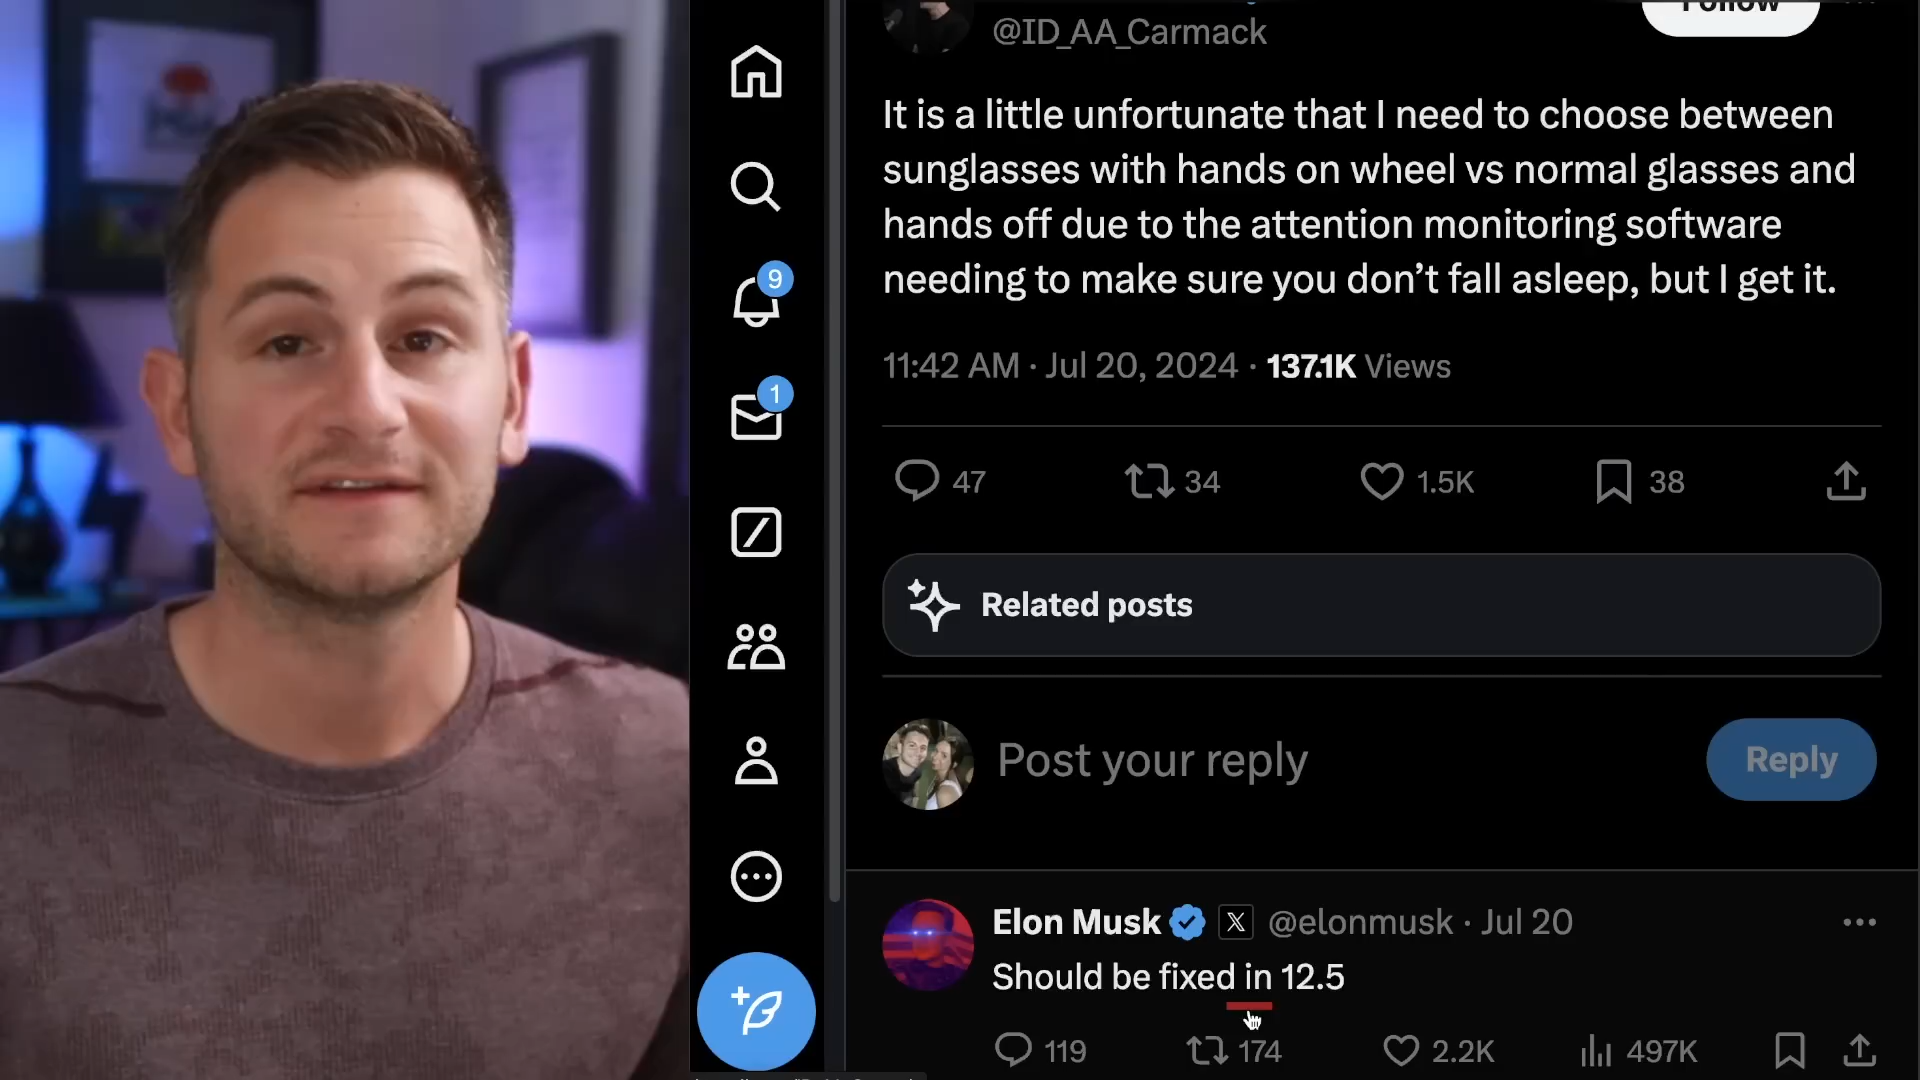 Follow
@ID_AA_Carmack
It is a little unfortunate that I need to choose between
sunglasses with hands on wheel vs normal glasses and
hands off due to the attention monitoring software
needing to make sure you don’t fall asleep, but I get it.
11:42 AM · Jul 20, 2024 · 137.1K Views
47 34 1.5K 38
Related posts
Post your reply
Reply
Elon Musk @elonmusk · Jul 20
Should be fixed in 12.5
119 174 2.2K 497K
9
1